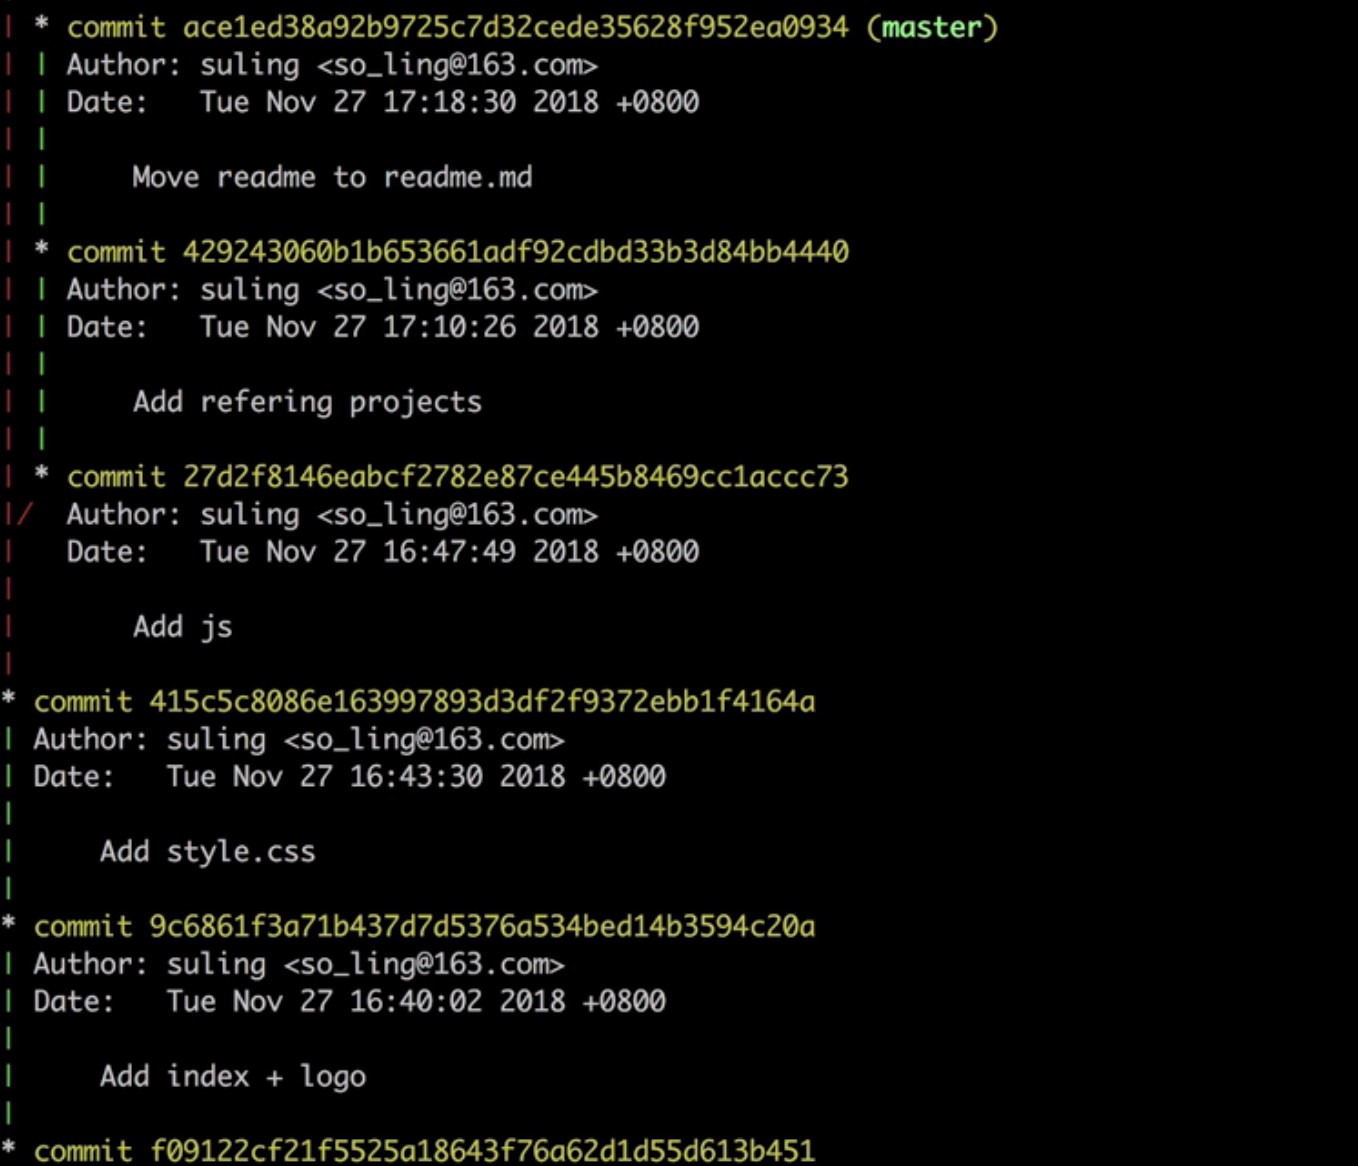 | * commit ace1ed38a92b9725c7d32cede35628f952ea0934 (master)
| | Author: suling <so_ling@163.com>
| | Date:   Tue Nov 27 17:18:30 2018 +0800
| |
| |     Move readme to readme.md
| |
| * commit 429243060b1b653661adf92cdbd33b3d84bb4440
| | Author: suling <so_ling@163.com>
| | Date:   Tue Nov 27 17:10:26 2018 +0800
| |
| |     Add refering projects
| |
| * commit 27d2f8146eabcf2782e87ce445b8469cc1accc73
|/  Author: suling <so_ling@163.com>
|   Date:   Tue Nov 27 16:47:49 2018 +0800
|
|       Add js
|
* commit 415c5c8086e163997893d3df2f9372ebb1f4164a
| Author: suling <so_ling@163.com>
| Date:   Tue Nov 27 16:43:30 2018 +0800
|
|     Add style.css
|
* commit 9c6861f3a71b437d7d5376a534bed14b3594c20a
| Author: suling <so_ling@163.com>
| Date:   Tue Nov 27 16:40:02 2018 +0800
|
|     Add index + logo
|
* commit f09122cf21f5525a18643f76a62d1d55d613b451